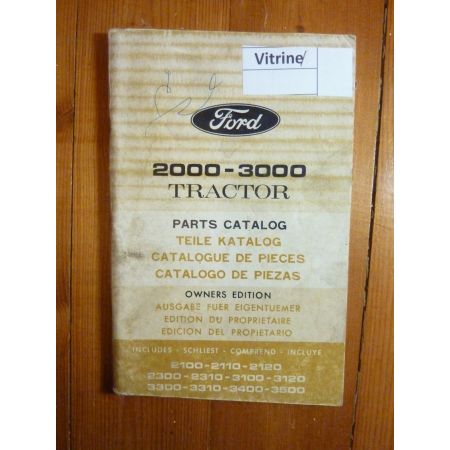 Vitrine/
Ford
2000-3000
TRACTOR
PARTS CATALOG
TEILE KATALOG
CATALOGUE DE PIECES
CATALOGO DE PIEZAS
OWNERS EDITION
AUSGABE FUER EIGENTUEMER
EDITION DU PROPRIETAIRE
EDICION DEL PROPIETARIO
INCLUDES - SCHLIEST - COMPREND - INCLUYE
2100-2110-2120
2300-2310-3100-3120
3300-3310-3400-3500